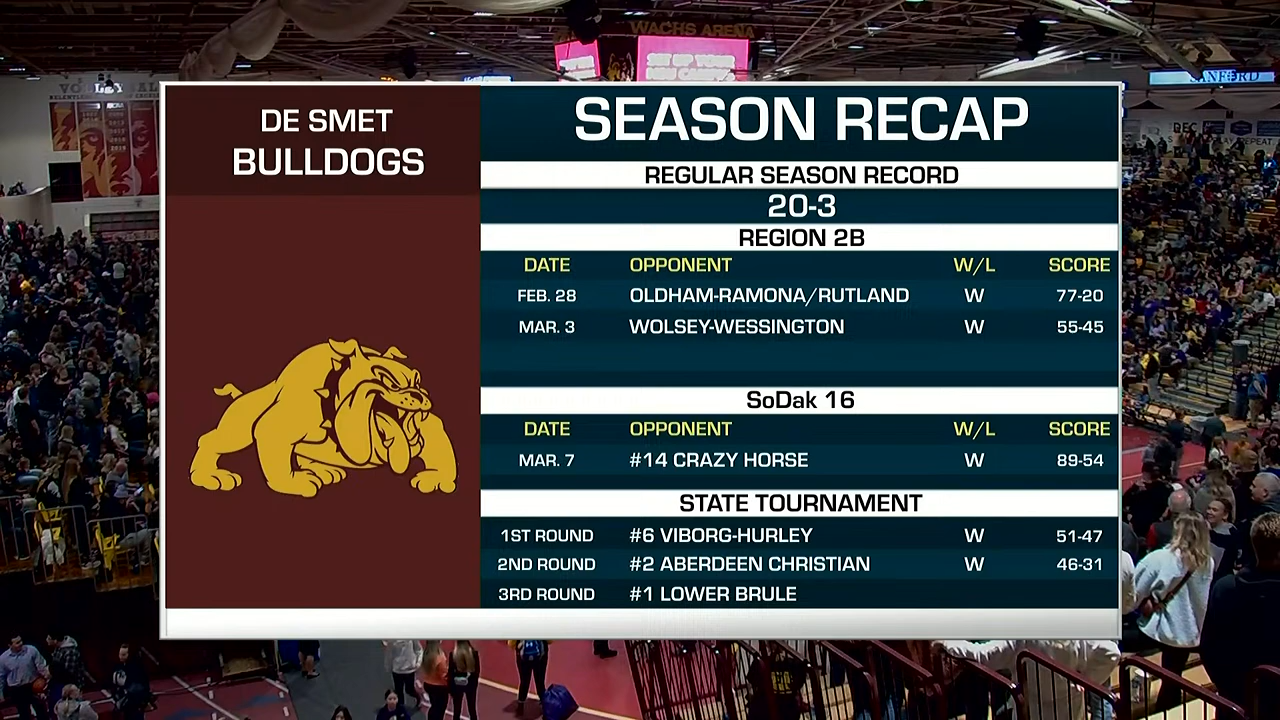 WACHS ARENA
SANFORD
DE SMET
BULLDOGS
SEASON RECAP
REGULAR SEASON RECORD
20-3
REGION 2B
DATE OPPONENT W/L SCORE
FEB. 28 OLDHAM-RAMONA/RUTLAND W 77-20
MAR. 3 WOLSEY-WESSINGTON W 55-45
SoDak 16
DATE OPPONENT W/L SCORE
MAR. 7 #14 CRAZY HORSE W 89-54
STATE TOURNAMENT
1ST ROUND #6 VIBORG-HURLEY W 51-47
2ND ROUND #2 ABERDEEN CHRISTIAN W 46-31
3RD ROUND #1 LOWER BRULE